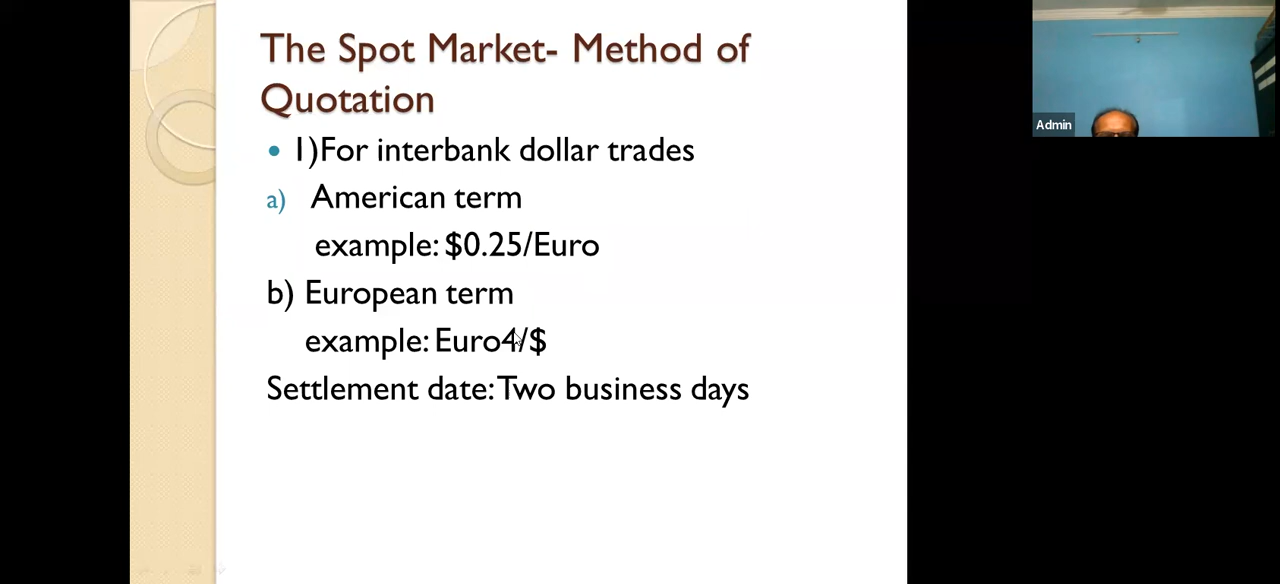 The Spot Market- Method of
Quotation
1)For interbank dollar trades
a) American term
example: $0.25/Euro
b) European term
example: Euro4/$
Settlement date: Two business days
Admin